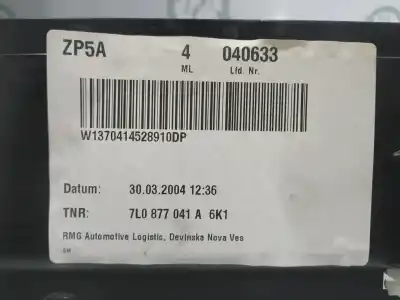 ZP5A 4 040633
ML Lfd. Nr.
W1370414528910DP
Datum: 30.03.2004 12:36
TNR: 7L0 877 041 A 6K1
RMG Automotive Logistic, Devinska Nova Ves